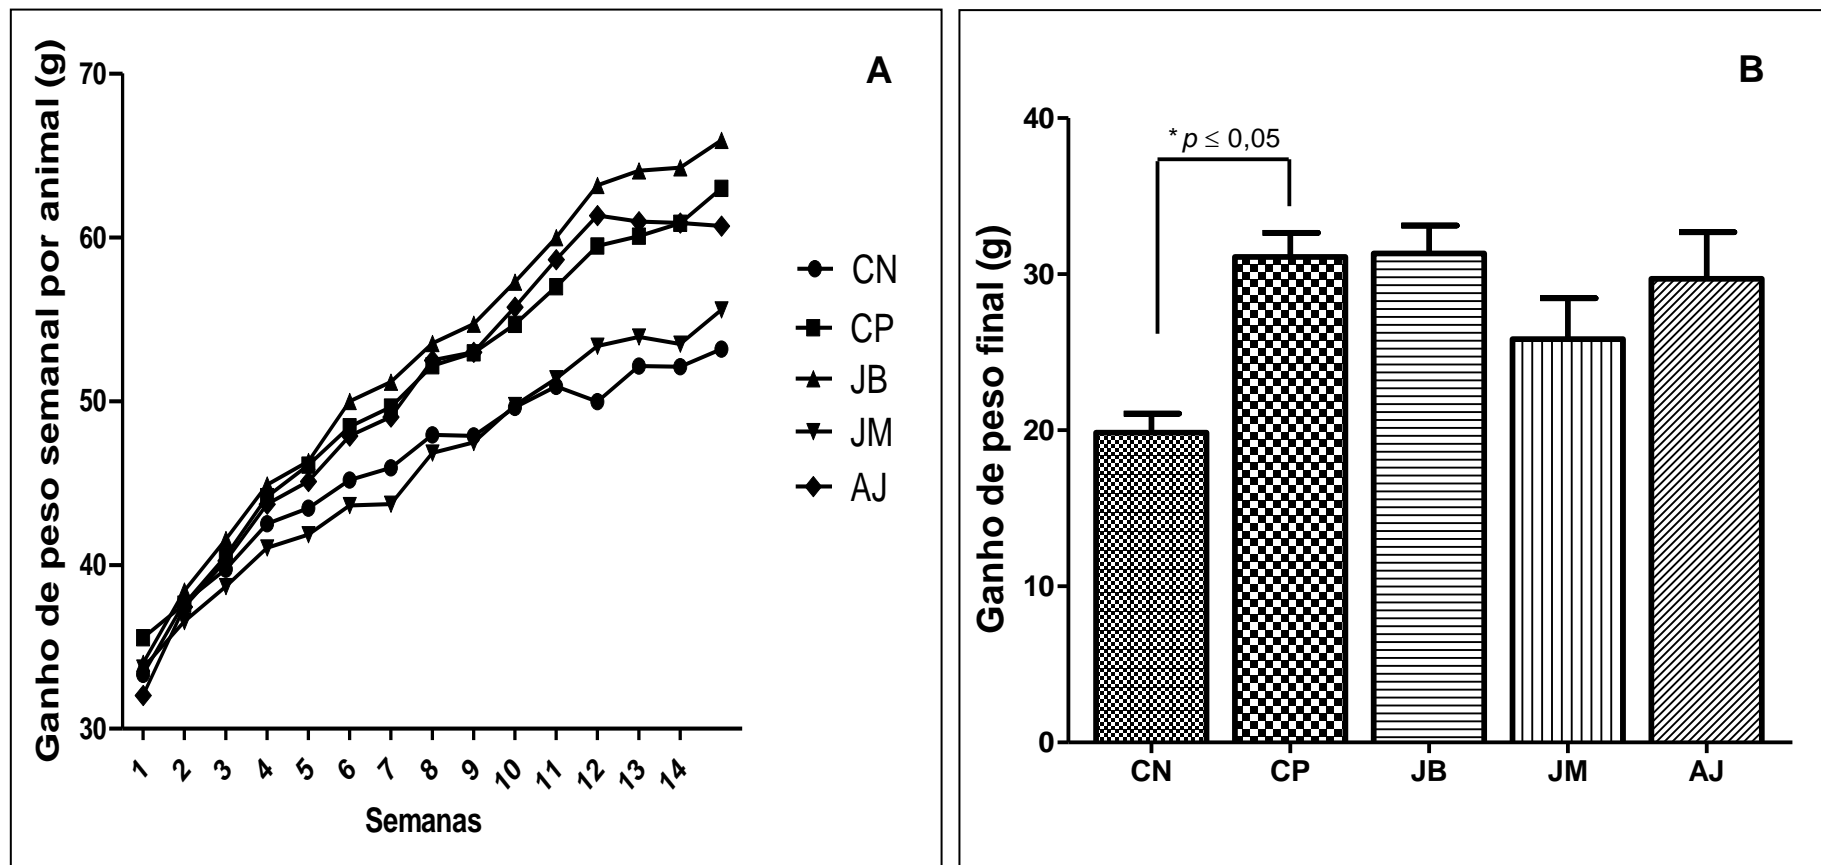 A
Ganho de peso semanal por animal (g)
70
60
50
40
30
1 2 3 4 5 6 7 8 9 10 11 12 13 14
Semanas
CN
CP
JB
JM
AJ
B
Ganho de peso final (g)
40
30
20
10
0
* p ≤ 0,05
CN CP JB JM AJ